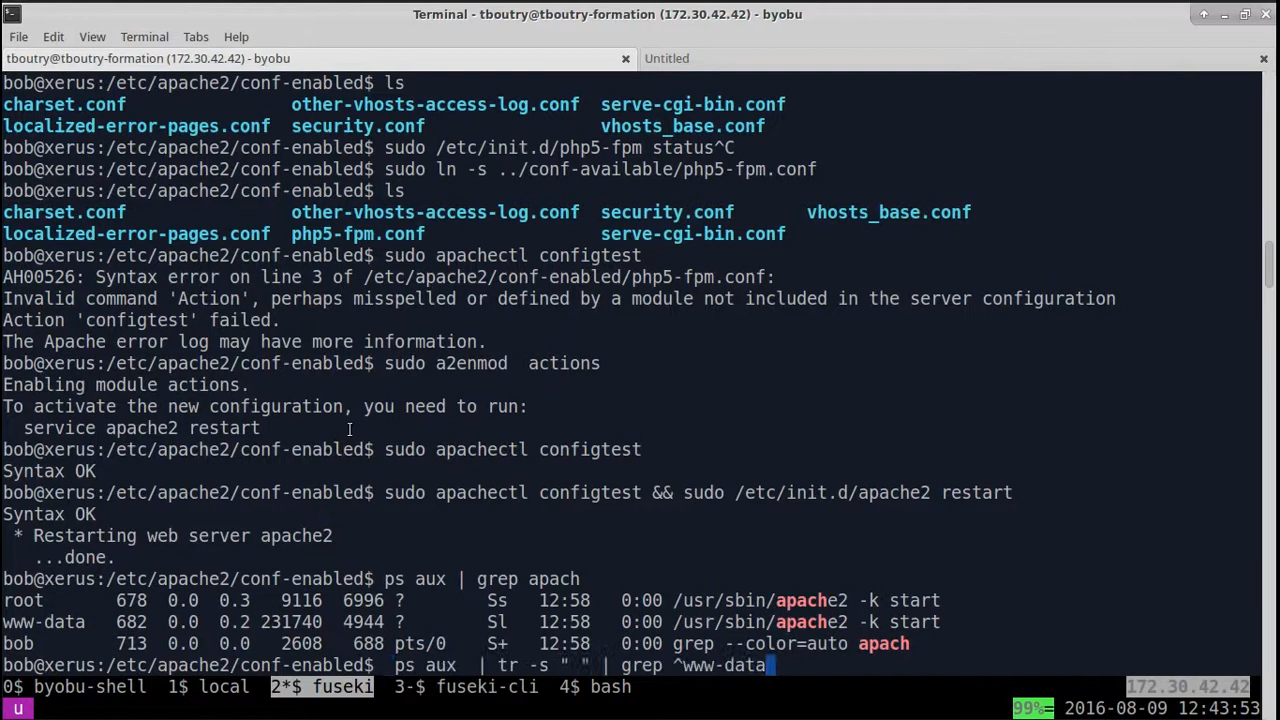 Terminal - tboutry@tboutry-formation (172.30.42.42) - byobu
File Edit View Terminal Tabs Help
tboutry@tboutry-formation (172.30.42.42) - byobu Untitled
bob@xerus:/etc/apache2/conf-enabled$ ls
charset.conf other-vhosts-access-log.conf serve-cgi-bin.conf
localized-error-pages.conf security.conf vhosts_base.conf
bob@xerus:/etc/apache2/conf-enabled$ sudo /etc/init.d/php5-fpm status^C
bob@xerus:/etc/apache2/conf-enabled$ sudo ln -s ../conf-available/php5-fpm.conf
bob@xerus:/etc/apache2/conf-enabled$ ls
charset.conf other-vhosts-access-log.conf security.conf vhosts_base.conf
localized-error-pages.conf php5-fpm.conf serve-cgi-bin.conf
bob@xerus:/etc/apache2/conf-enabled$ sudo apachectl configtest
AH00526: Syntax error on line 3 of /etc/apache2/conf-enabled/php5-fpm.conf:
Invalid command 'Action', perhaps misspelled or defined by a module not included in the server configuration
Action 'configtest' failed.
The Apache error log may have more information.
bob@xerus:/etc/apache2/conf-enabled$ sudo a2enmod  actions
Enabling module actions.
To activate the new configuration, you need to run:
  service apache2 restart
bob@xerus:/etc/apache2/conf-enabled$ sudo apachectl configtest
Syntax OK
bob@xerus:/etc/apache2/conf-enabled$ sudo apachectl configtest && sudo /etc/init.d/apache2 restart
Syntax OK
 * Restarting web server apache2
   ...done.
bob@xerus:/etc/apache2/conf-enabled$ ps aux | grep apach
root 678 0.0 0.3 9116 6996 ? Ss 12:58 0:00 /usr/sbin/apache2 -k start
www-data 682 0.0 0.2 231740 4944 ? Sl 12:58 0:00 /usr/sbin/apache2 -k start
bob 713 0.0 0.2 2608 688 pts/0 S+ 12:58 0:00 grep --color=auto apach
bob@xerus:/etc/apache2/conf-enabled$  ps aux  | tr -s " " | grep ^www-data
0$ byobu-shell 1$ local 2*$ fuseki 3-$ fuseki-cli 4$ bash 172.30.42.42
u 99%= 2016-08-09 12:43:53